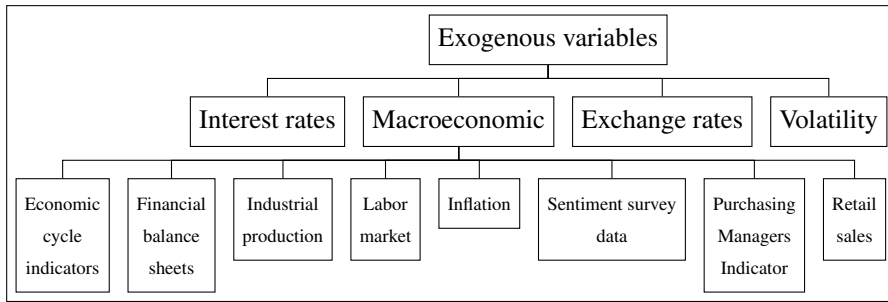 Exogenous variables
Interest rates
Macroeconomic
Exchange rates
Volatility
Economic
cycle
indicators
Financial
balance
sheets
Industrial
production
Labor
market
Inflation
Sentiment survey
data
Purchasing
Managers
Indicator
Retail
sales